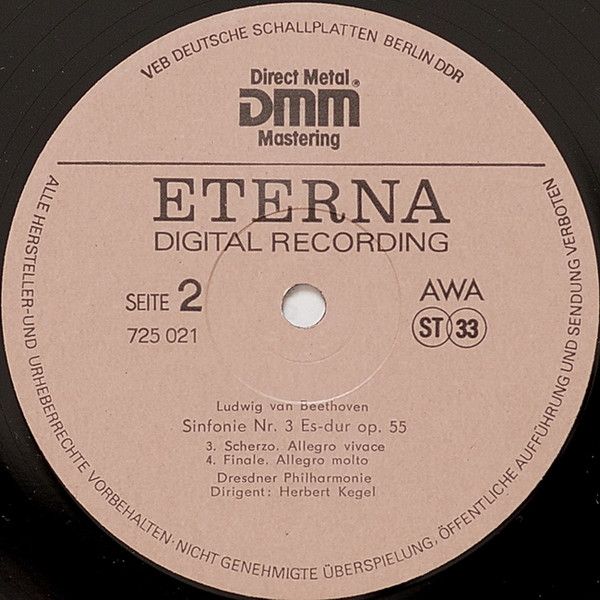 VEB DEUTSCHE SCHALLPLATTEN BERLIN DDR
Direct Metal
DMM®
Mastering
ETERNA
DIGITAL RECORDING
SEITE 2
725 021
AWA
ST 33
Ludwig van Beethoven
Sinfonie Nr. 3 Es-dur op. 55
3. Scherzo. Allegro vivace
4. Finale. Allegro molto
Dresdner Philharmonie
Dirigent: Herbert Kegel
ALLE HERSTELLER-UND URHEBERRECHTE VORBEHALTEN·NICHT GENEHMIGTE ÜBERSPIELUNG, ÖFFENTLICHE AUFFÜHRUNG UND SENDUNG VERBOTEN